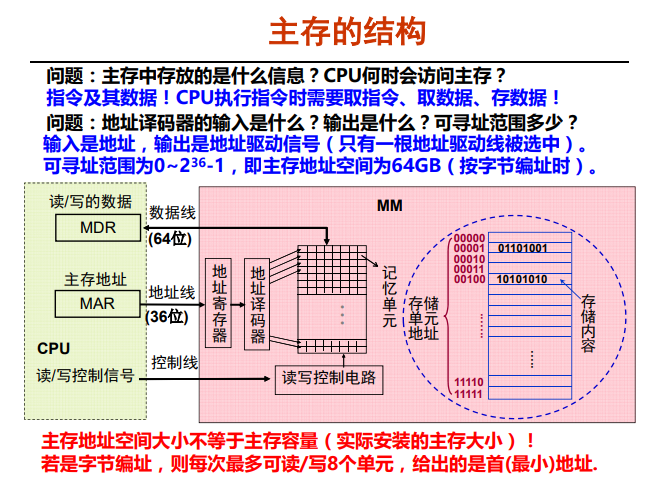 主存的结构
问题：主存中存放的是什么信息？CPU何时会访问主存？
指令及其数据！CPU执行指令时需要取指令、取数据、存数据！
问题：地址译码器的输入是什么？输出是什么？可寻址范围多少？
输入是地址，输出是地址驱动信号（只有一根地址驱动线被选中）。
可寻址范围为0~2³⁶-1，即主存地址空间为64GB（按字节编址时）。
读/写的数据
MDR
主存地址
MAR
CPU
读/写控制信号
数据线
(64位)
地址线
(36位)
控制线
MM
地址寄存器
地址译码器
记忆单元
读写控制电路
存储单元地址
00000
00001
00010
00011
00100
……
11110
11111
01101001
10101010
……
存储内容
主存地址空间大小不等于主存容量（实际安装的主存大小）！
若是字节编址，则每次最多可读/写8个单元，给出的是首(最小)地址.